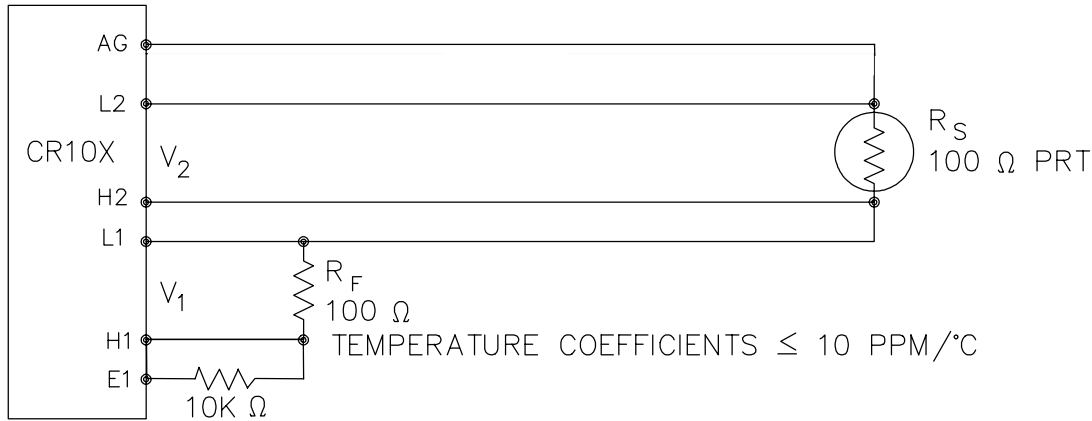 AG
L2
CR10X
V2
H2
L1
V1
H1
E1
10K Ω
RF
100 Ω
TEMPERATURE COEFFICIENTS ≤ 10 PPM/°C
RS
100 Ω PRT